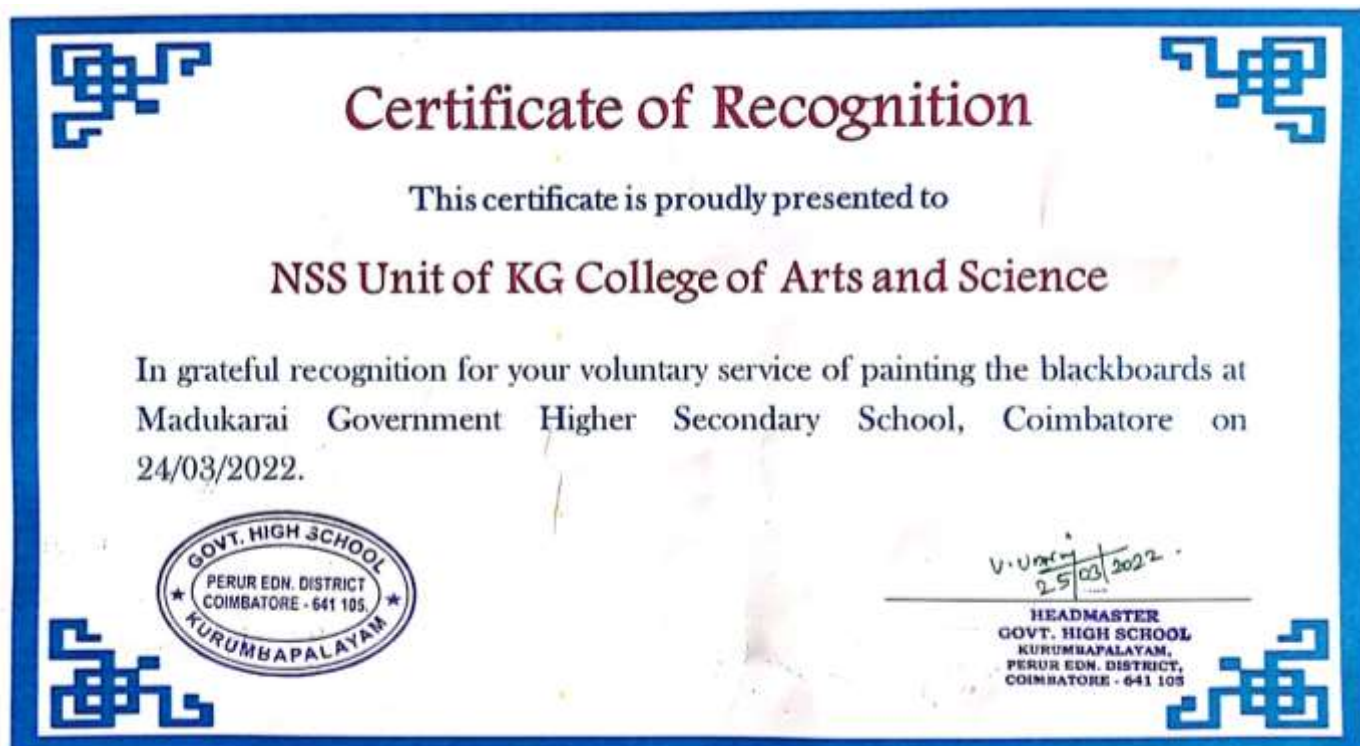 Certificate of Recognition
This certificate is proudly presented to
NSS Unit of KG College of Arts and Science
In grateful recognition for your voluntary service of painting the blackboards at
Madukarai Government Higher Secondary School, Coimbatore on
24/03/2022.
GOVT. HIGH SCHOOL
PERUR EDN. DISTRICT
COIMBATORE - 641 105.
KURUMBAPALAYAM
25/03/2022.
HEADMASTER
GOVT. HIGH SCHOOL
KURUMBAPALAYAM,
PERUR EDN. DISTRICT,
COIMBATORE - 641 105